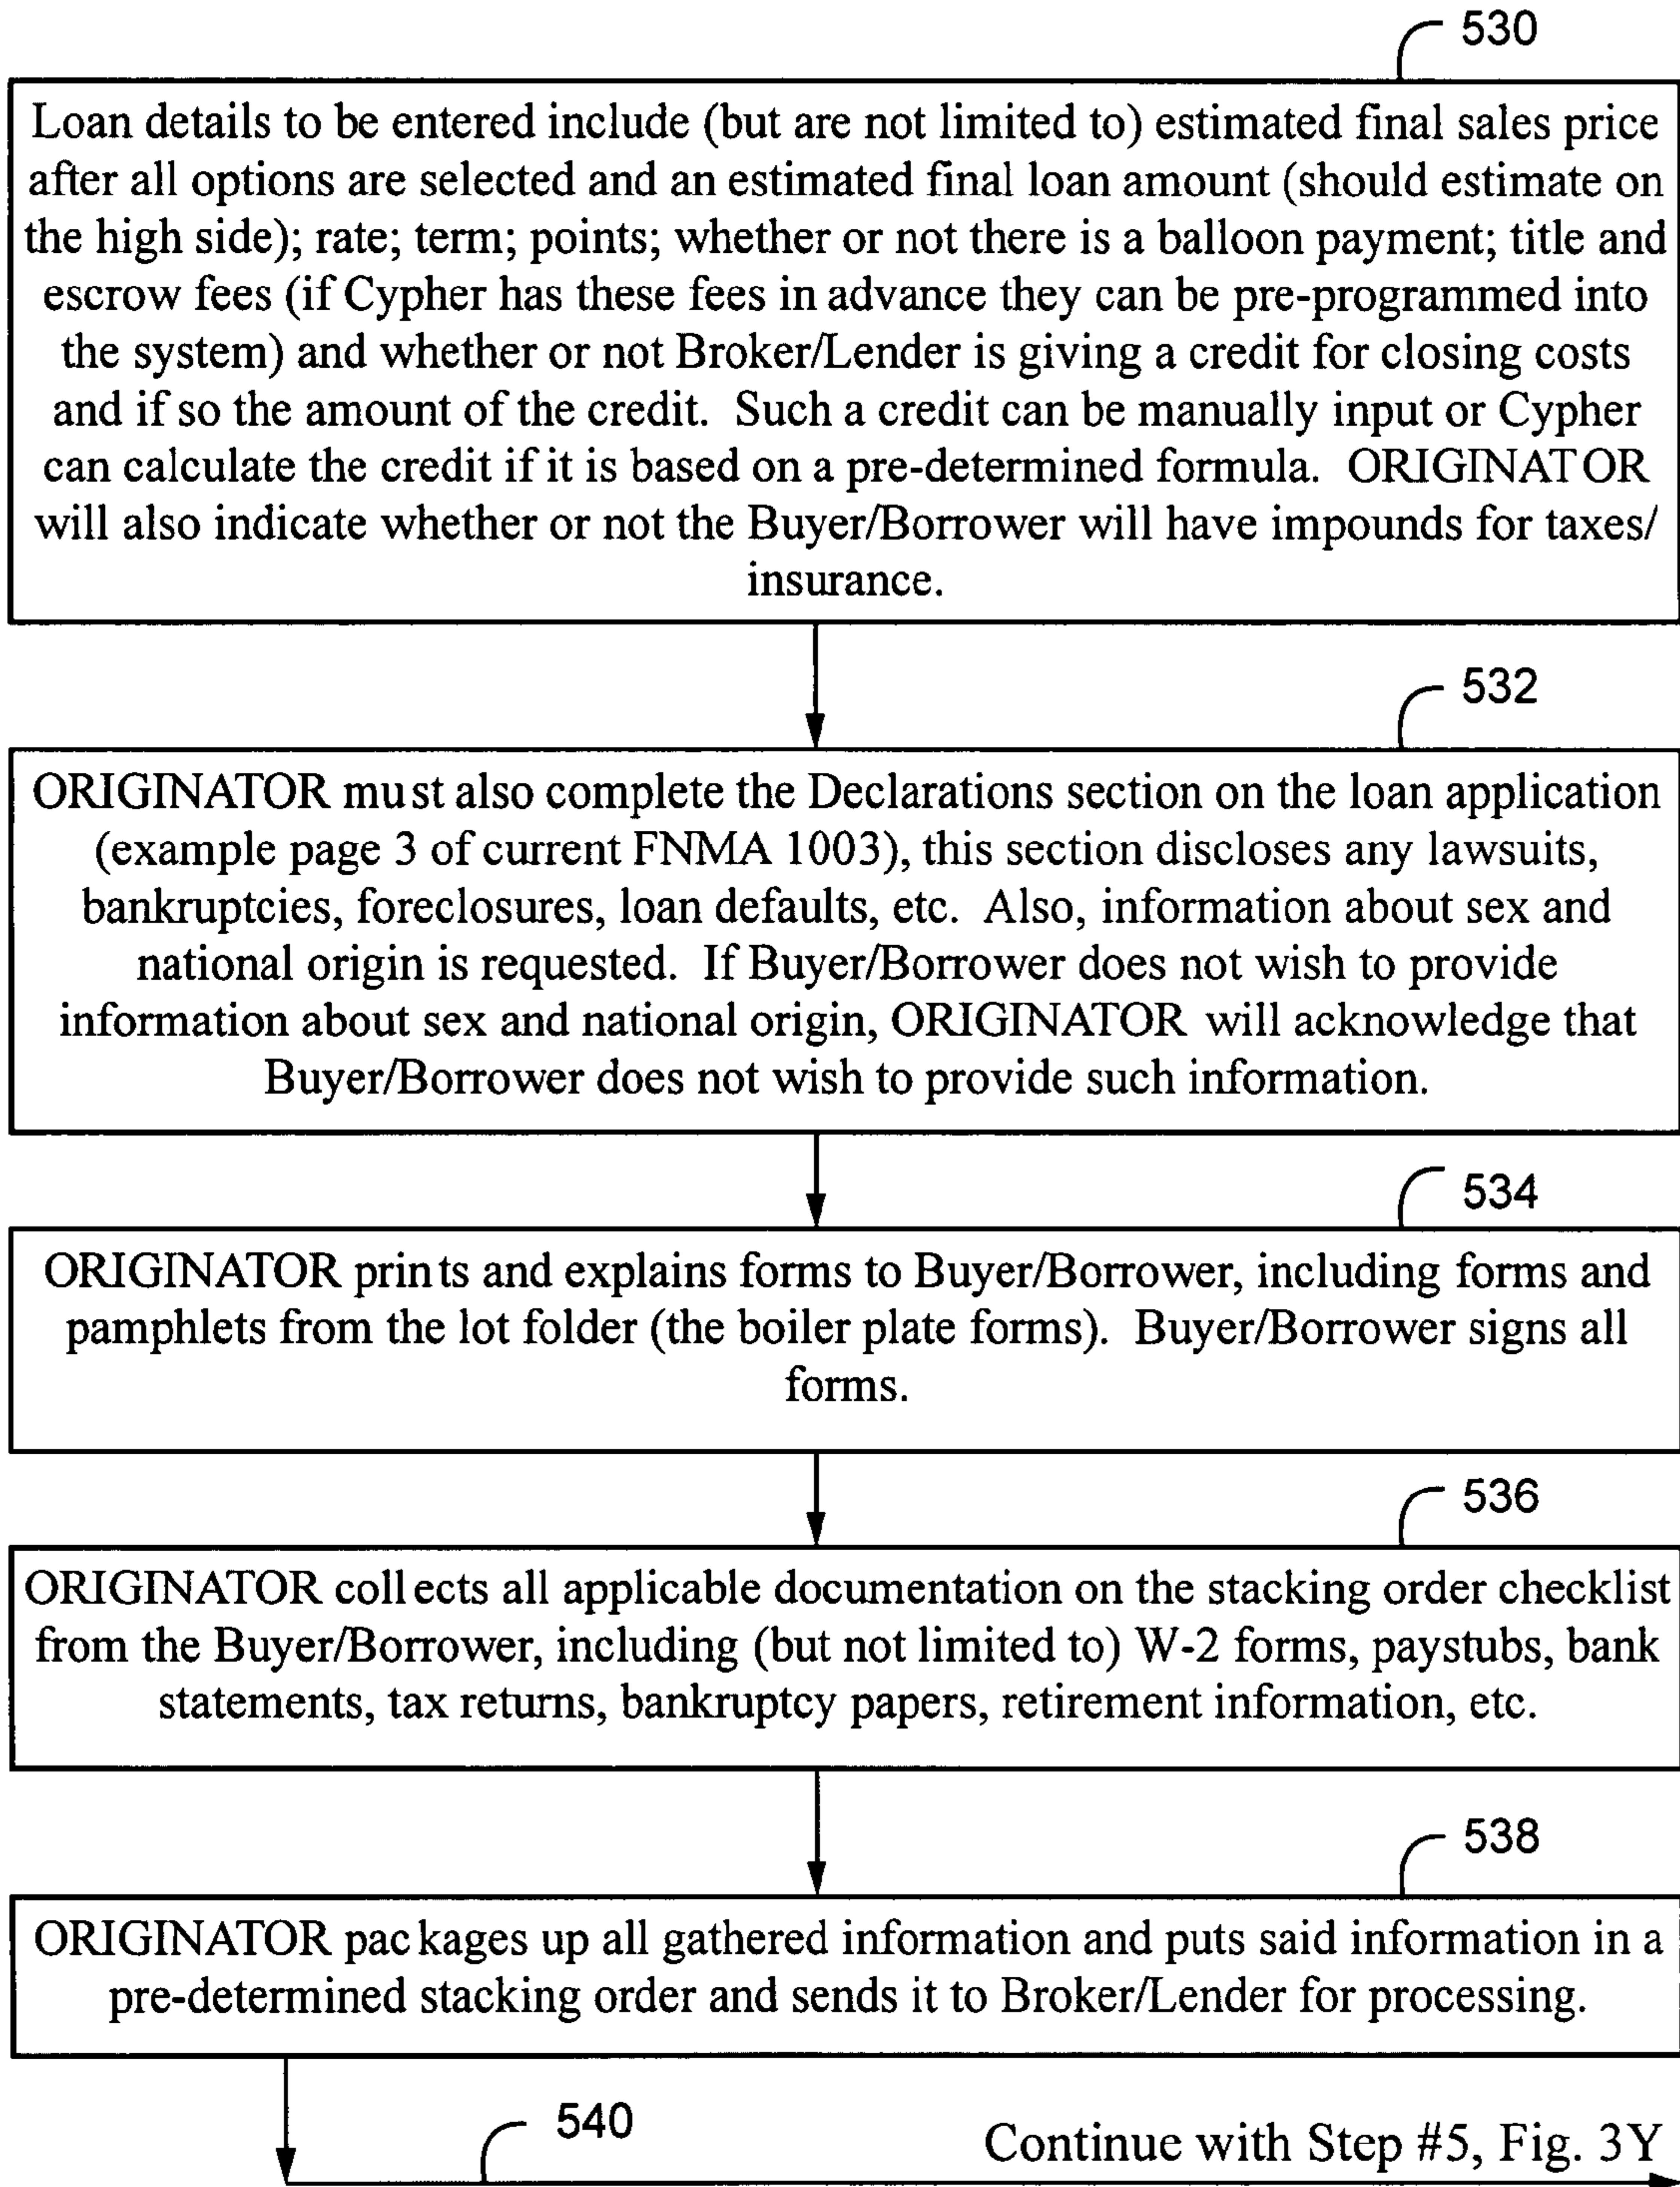 530
Loan details to be entered include (but are not limited to) estimated final sales price
after all options are selected and an estimated final loan amount (should estimate on
the high side); rate; term; points; whether or not there is a balloon payment; title and
escrow fees (if Cypher has these fees in advance they can be pre-programmed into
the system) and whether or not Broker/Lender is giving a credit for closing costs
and if so the amount of the credit. Such a credit can be manually input or Cypher
can calculate the credit if it is based on a pre-determined formula. ORIGINATOR
will also indicate whether or not the Buyer/Borrower will have impounds for taxes/
insurance.
532
ORIGINATOR must also complete the Declarations section on the loan application
(example page 3 of current FNMA 1003), this section discloses any lawsuits,
bankruptcies, foreclosures, loan defaults, etc. Also, information about sex and
national origin is requested. If Buyer/Borrower does not wish to provide
information about sex and national origin, ORIGINATOR will acknowledge that
Buyer/Borrower does not wish to provide such information.
534
ORIGINATOR prints and explains forms to Buyer/Borrower, including forms and
pamphlets from the lot folder (the boiler plate forms). Buyer/Borrower signs all
forms.
536
ORIGINATOR collects all applicable documentation on the stacking order checklist
from the Buyer/Borrower, including (but not limited to) W-2 forms, paystubs, bank
statements, tax returns, bankruptcy papers, retirement information, etc.
538
ORIGINATOR packages up all gathered information and puts said information in a
pre-determined stacking order and sends it to Broker/Lender for processing.
540
Continue with Step #5, Fig. 3Y